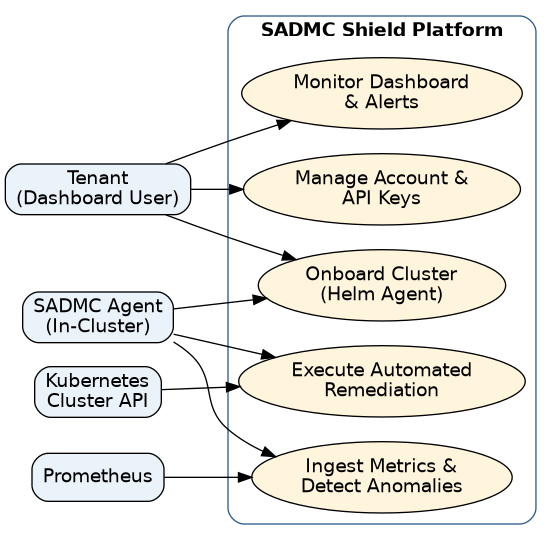 SADMC Shield Platform
Monitor Dashboard
& Alerts
Tenant
(Dashboard User)
Manage Account &
API Keys
Onboard Cluster
(Helm Agent)
SADMC Agent
(In-Cluster)
Execute Automated
Remediation
Kubernetes
Cluster API
Ingest Metrics &
Detect Anomalies
Prometheus